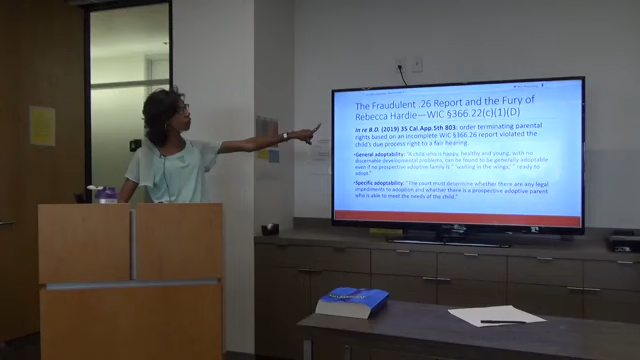 The Fraudulent .26 Report and the Fury of
Rebecca Hardie—WIC §366.22(c)(1)(D)
In re B.D. (2019) 35 Cal.App.5th 803: order terminating parental
rights based on an incomplete WIC §366.26 report violated the
child's due process right to a fair hearing.
General adoptability: "A child who is happy, healthy and young, with no
discernable developmental problems, can be found to be generally adoptable
even if no prospective adoptive family is ' 'waiting in the wings,' ' ready to
adopt."
Specific adoptability: "The court must determine whether there are any legal
impediments to adoption and whether there is a prospective adoptive parent
who is able to meet the needs of the child."